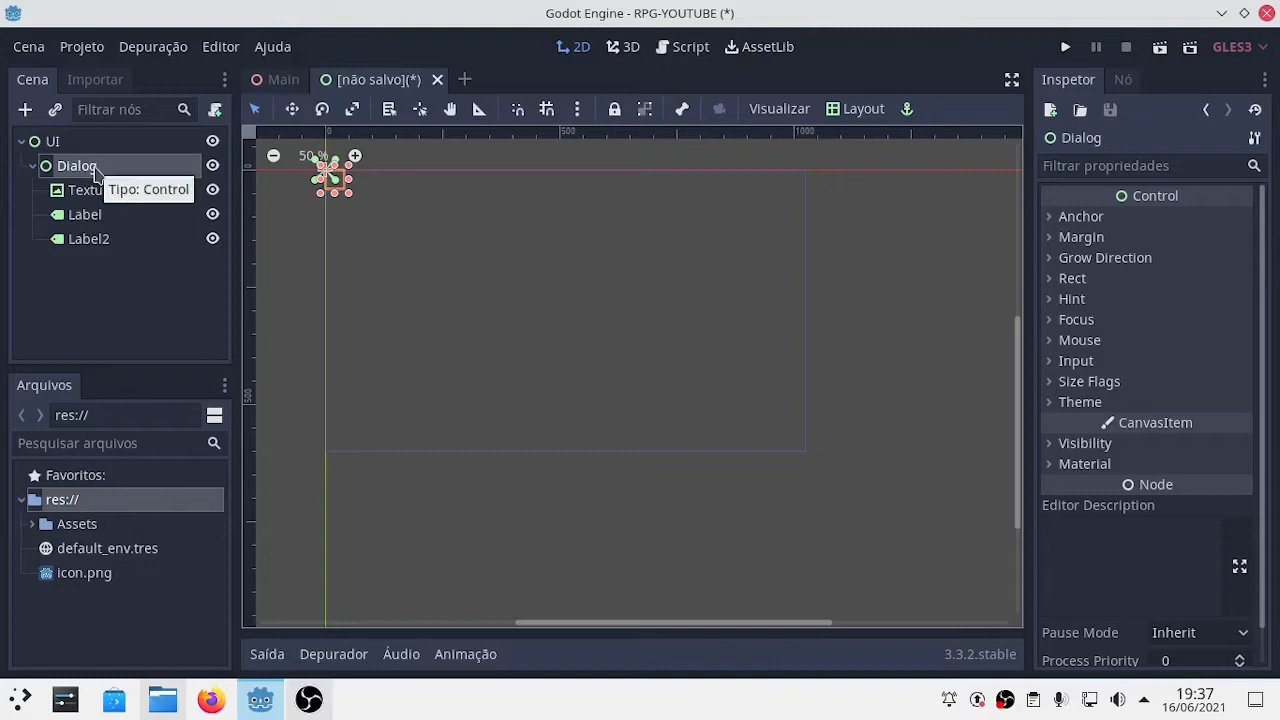 Godot Engine - RPG-YOUTUBE (*)
Cena Projeto Depuração Editor Ajuda
2D 3D Script AssetLib
GLES3
Cena Importar
Main [não salvo](*)
Inspetor Nó
Filtrar nós
Visualizar Layout
UI
Dialog
Textu
Tipo: Control
Label
Label2
0 500 1000
50 %
0
500
Dialog
Filtrar propriedades
Control
Anchor
Margin
Grow Direction
Rect
Hint
Focus
Mouse
Input
Size Flags
Theme
CanvasItem
Visibility
Material
Node
Editor Description
Pause Mode Inherit
Process Priority 0
Arquivos
res://
Pesquisar arquivos
Favoritos:
res://
Assets
default_env.tres
icon.png
Saída Depurador Áudio Animação 3.3.2.stable
19:37
16/06/2021